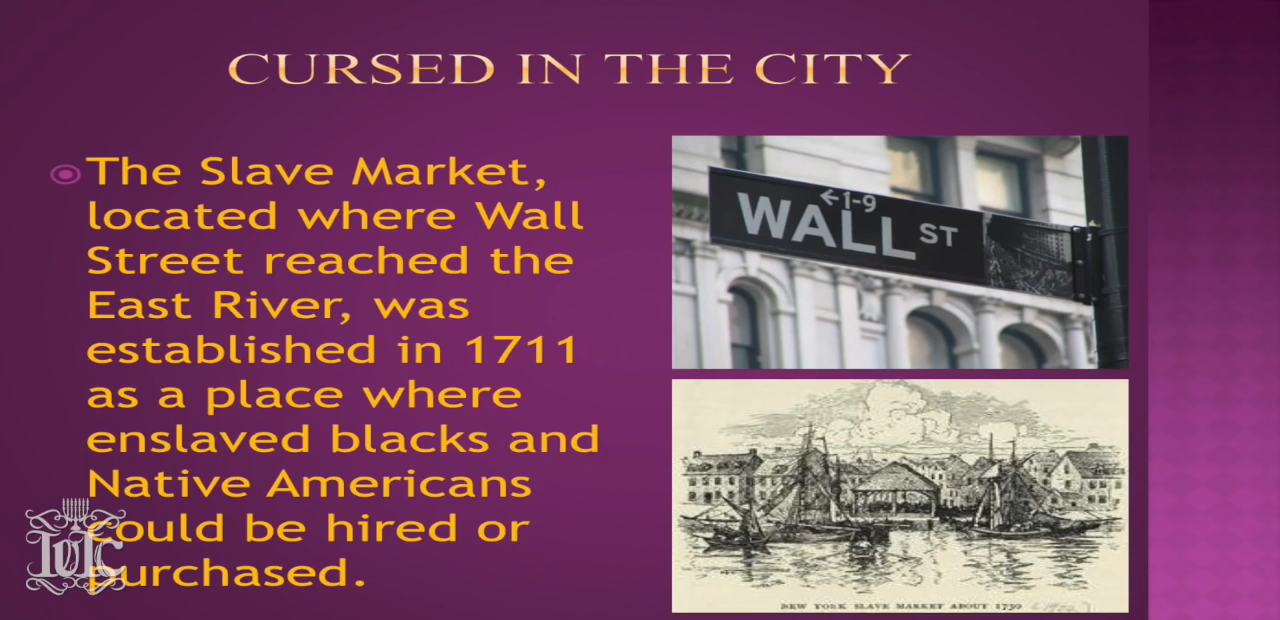 CURSED IN THE CITY
The Slave Market,
located where Wall
Street reached the
East River, was
established in 1711
as a place where
enslaved blacks and
Native Americans
could be hired or
purchased.
←1-9
WALL ST
NEW YORK SLAVE MARKET ABOUT 1730
IUIC